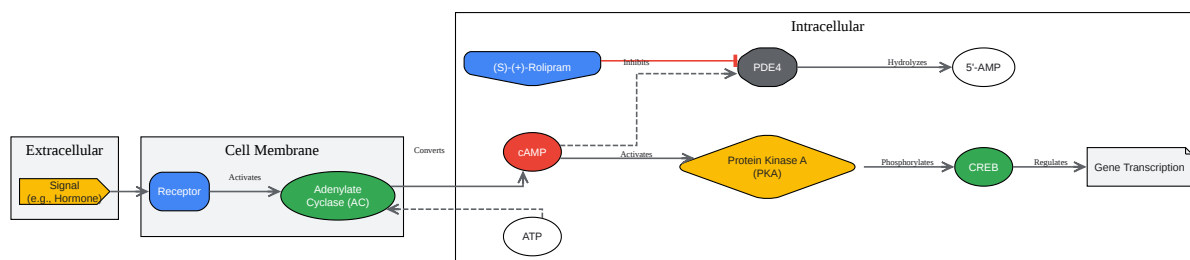 Intracellular
(S)-(+)-Rolipram
Inhibits
PDE4
Hydrolyzes
5'-AMP
Extracellular
Cell Membrane
Converts
cAMP
Activates
Protein Kinase A
(PKA)
Phosphorylates
CREB
Regulates
Gene Transcription
Signal
(e.g., Hormone)
Receptor
Activates
Adenylate
Cyclase (AC)
ATP